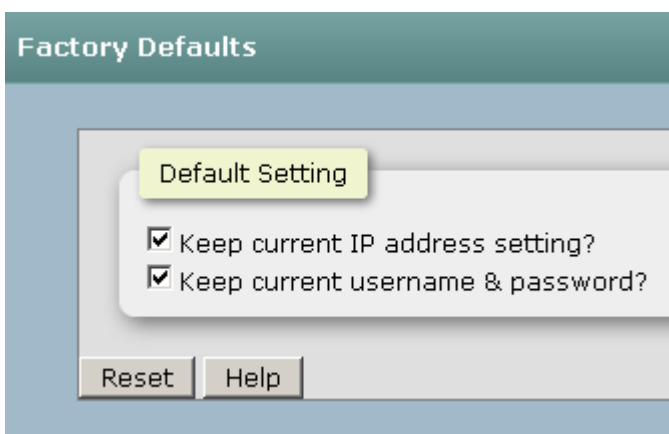 Factory Defaults
Default Setting
Keep current IP address setting?
Keep current username & password?
Reset Help